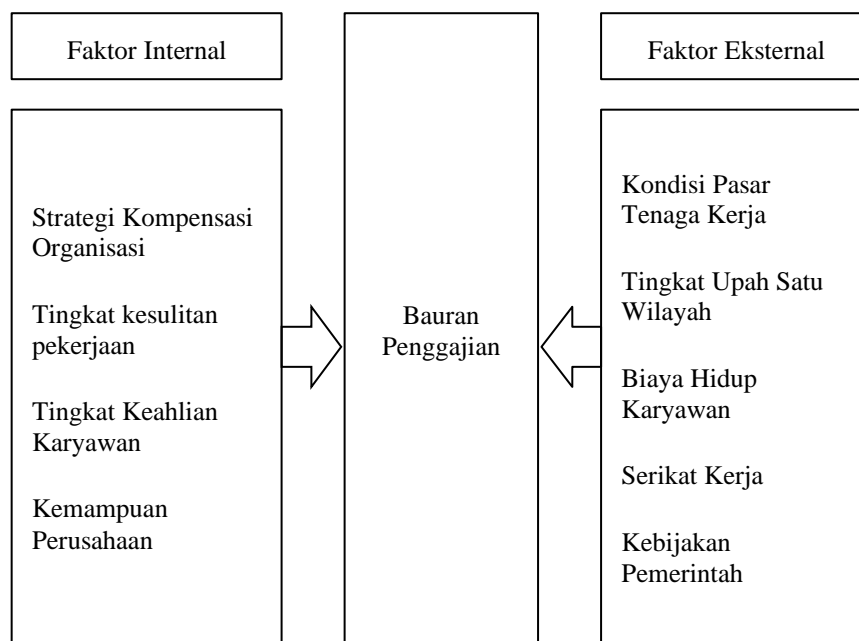 Faktor Internal
Strategi Kompensasi
Organisasi
Tingkat kesulitan
pekerjaan
Tingkat Keahlian
Karyawan
Kemampuan
Perusahaan
Bauran
Penggajian
Faktor Eksternal
Kondisi Pasar
Tenaga Kerja
Tingkat Upah Satu
Wilayah
Biaya Hidup
Karyawan
Serikat Kerja
Kebijakan
Pemerintah